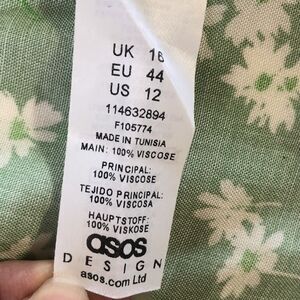 UK 16
EU 44
US 12
114632894
F105774
MADE IN TUNISIA
MAIN: 100% VISCOSE
PRINCIPAL:
100% VISCOSE
TEJIDO PRINCIPAL:
100% VISCOSA
HAUPTSTOFF:
100% VISKOSE
asos
DESIGN
asos.com Ltd